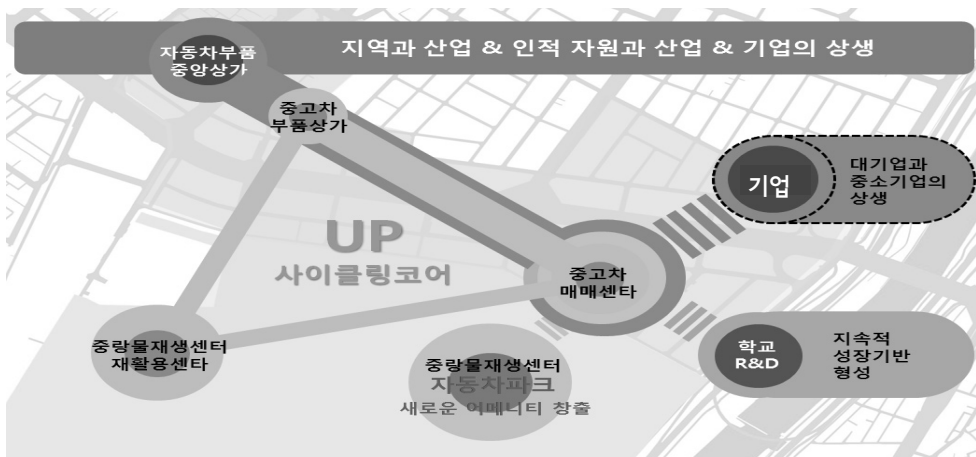 지역과 산업 & 인적 자원과 산업 & 기업의 상생
자동차부품
중앙상가
중고차
부품상가
기업
대기업과
중소기업의
상생
UP
사이클링코어
중고차
매매센타
중랑물재생센터
재활용센타
중랑물재생센터
자동차파크
새로운 어메니티 창출
학교
R&D
지속적
성장기반
형성